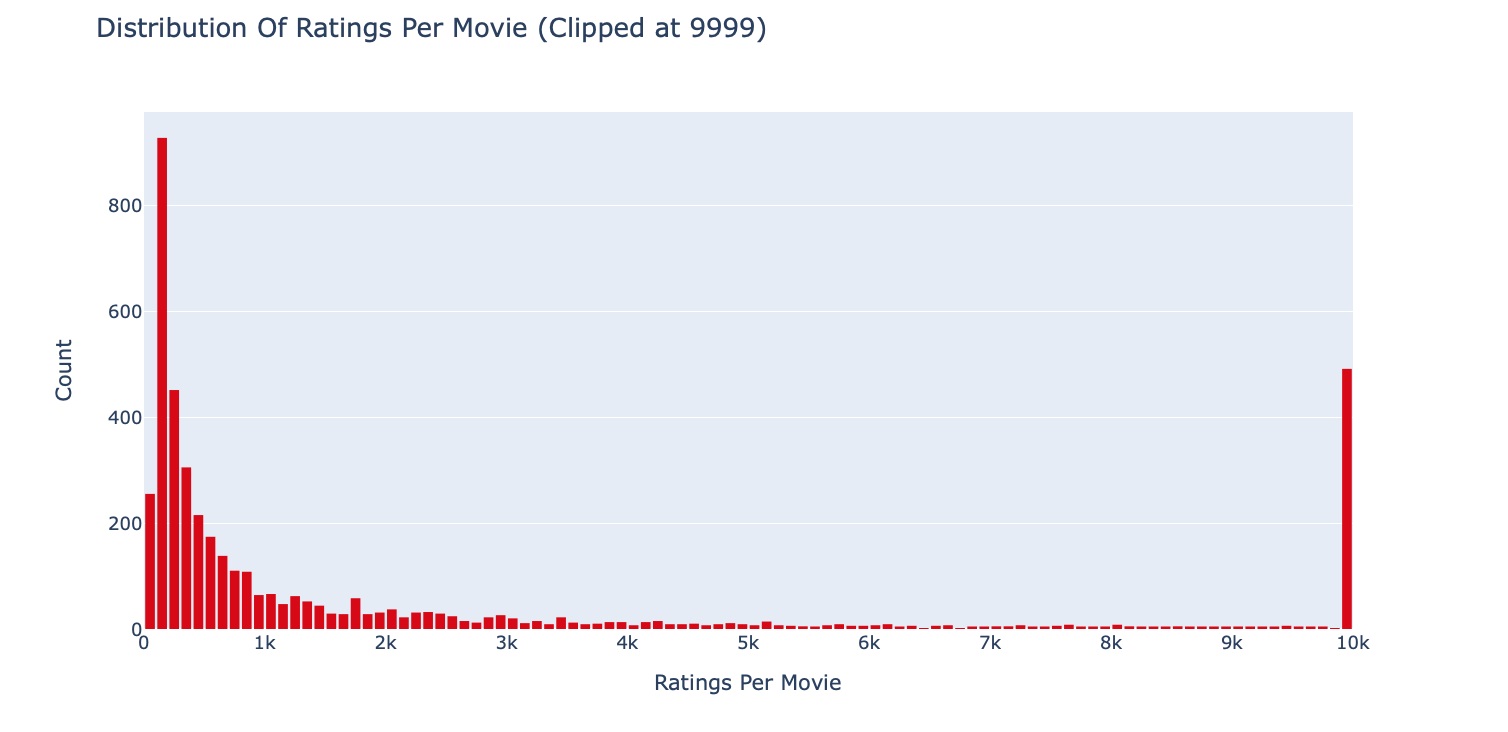 Distribution Of Ratings Per Movie (Clipped at 9999)
800
600
400
200
0
Count
0 1k 2k 3k 4k 5k 6k 7k 8k 9k 10k
Ratings Per Movie